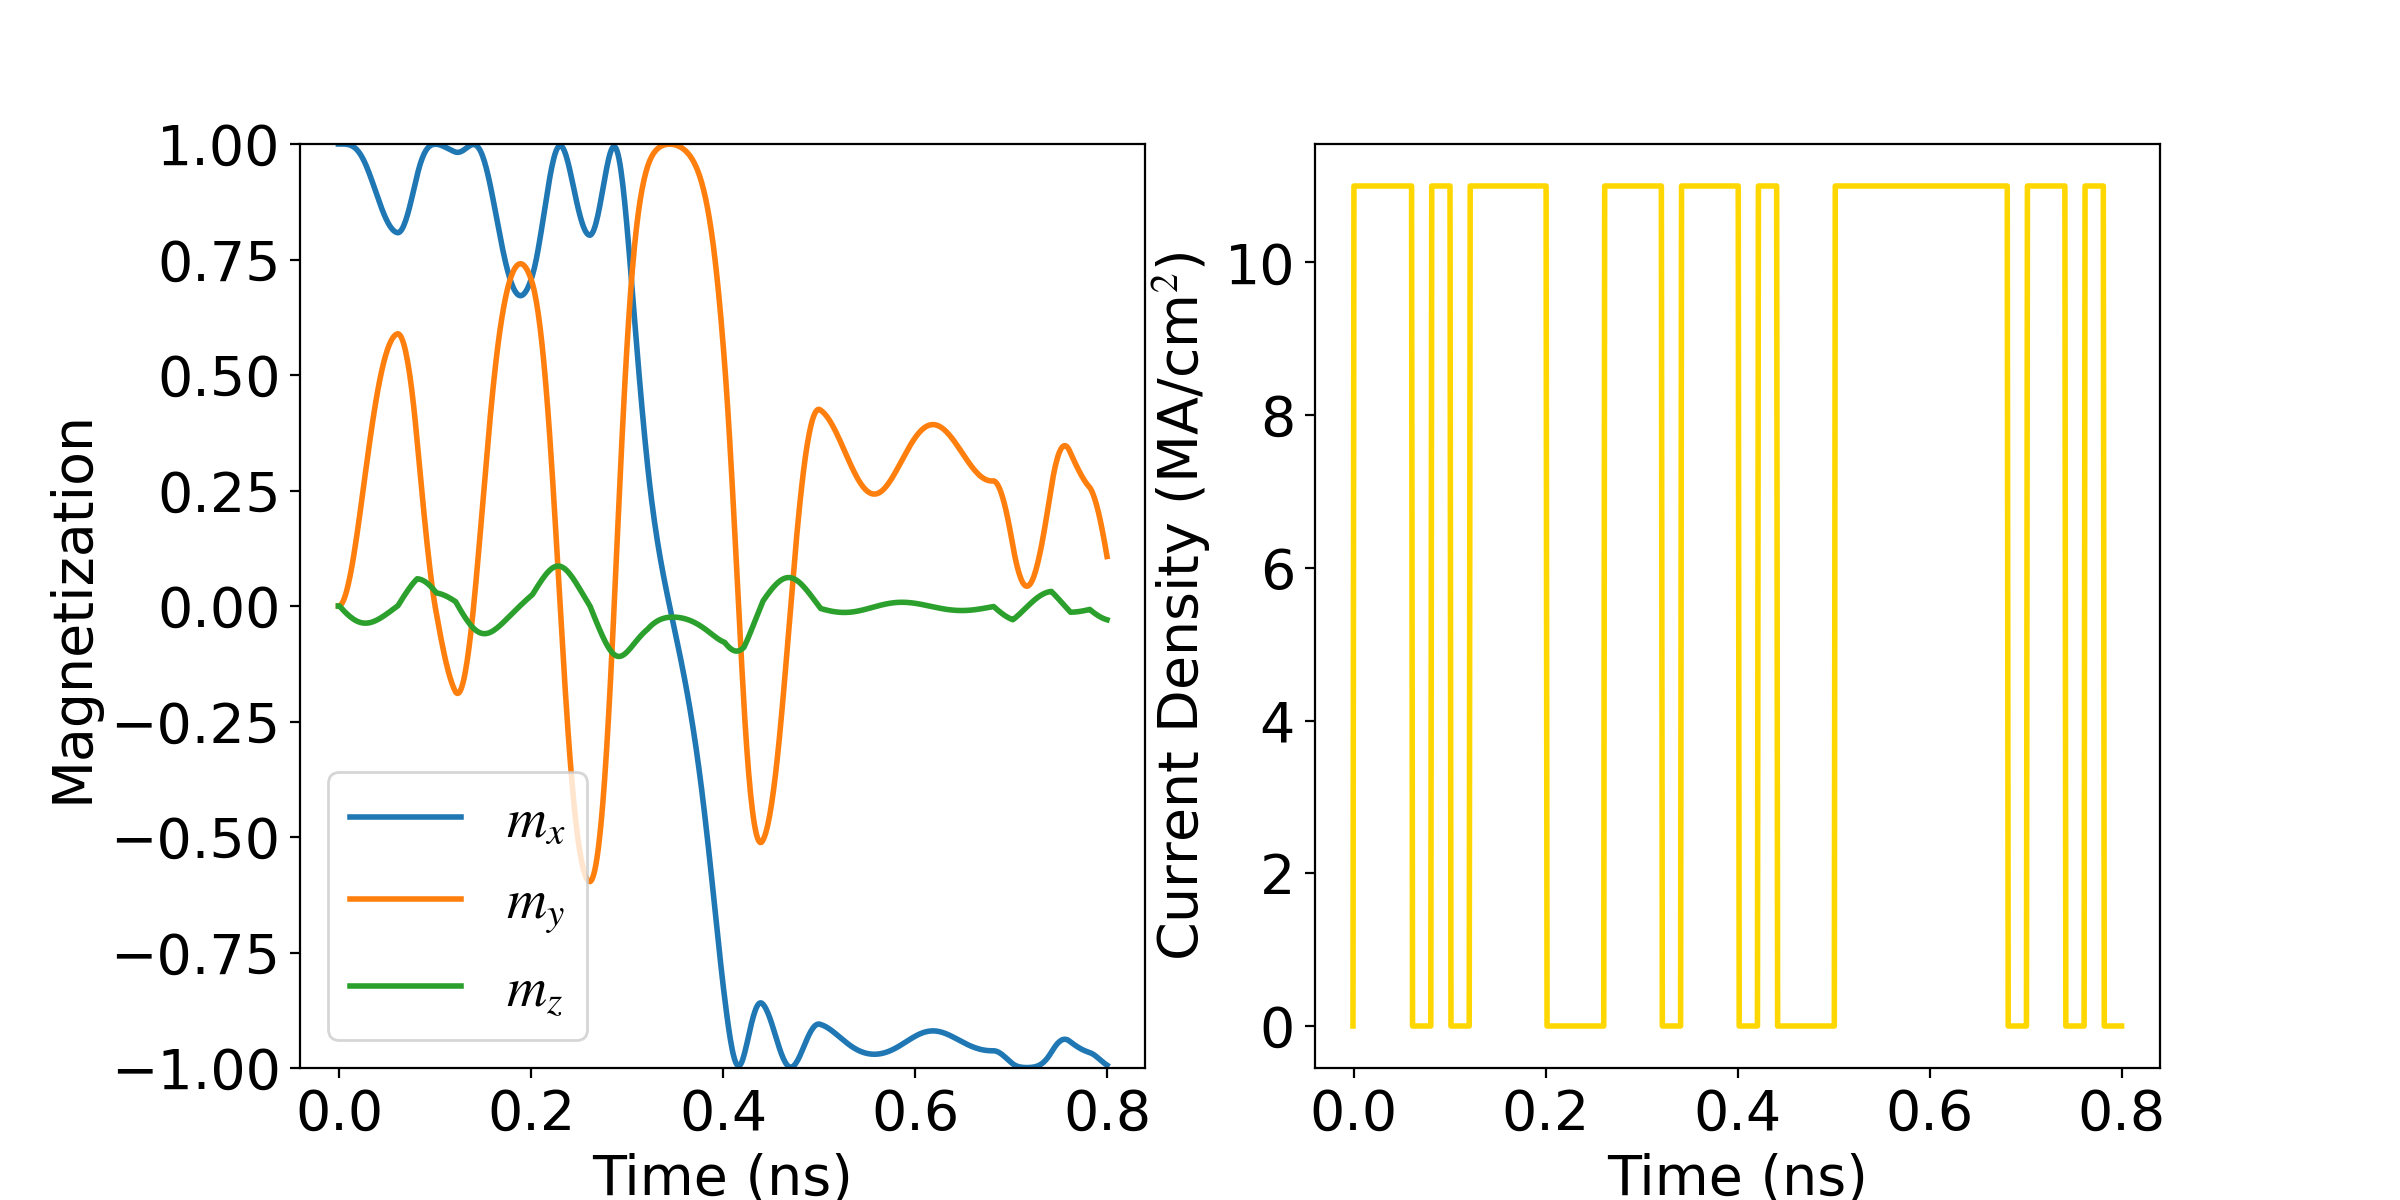 1.00
0.75
0.50
0.25
0.00
−0.25
−0.50
−0.75
−1.00
Magnetization
m_x
m_y
m_z
0.0 0.2 0.4 0.6 0.8
Time (ns)
Current Density (MA/cm²)
10
8
6
4
2
0
0.0 0.2 0.4 0.6 0.8
Time (ns)